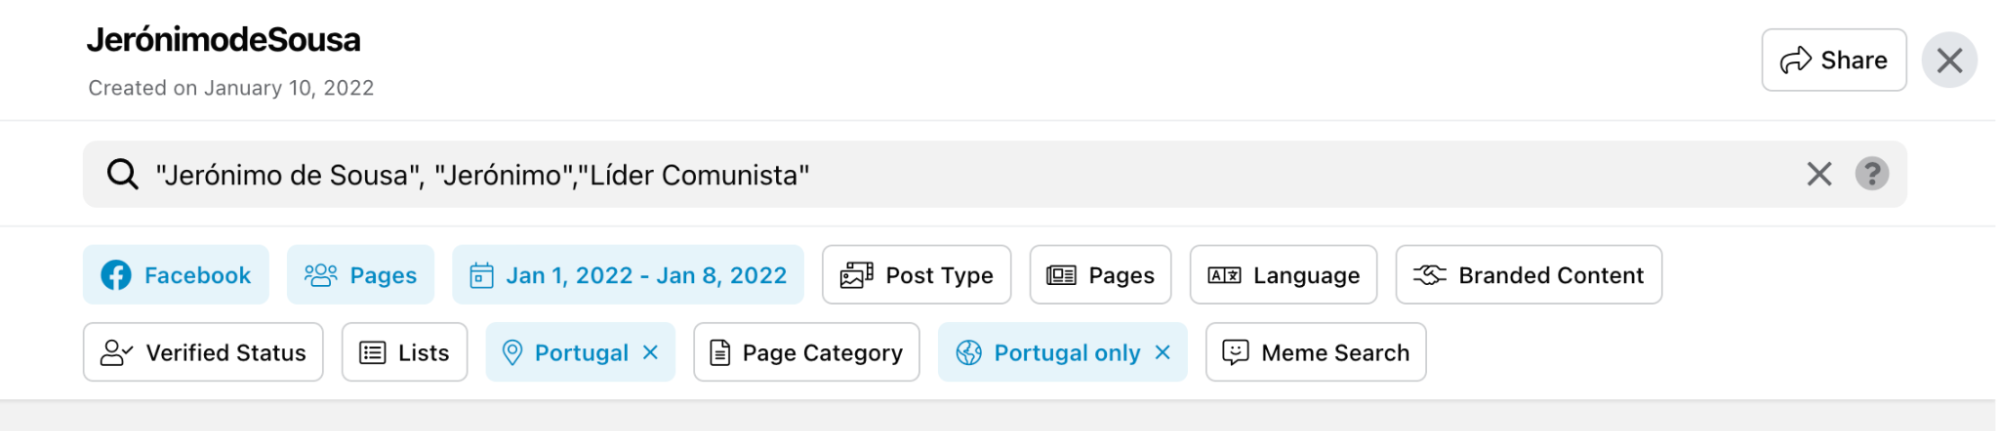 JerónimodeSousa
Share
Created on January 10, 2022
"Jerónimo de Sousa", "Jerónimo","Líder Comunista"
?
Facebook Pages Jan 1, 2022 - Jan 8, 2022 Post Type Pages Language Branded Content
Verified Status Lists Portugal × Page Category Portugal only × Meme Search